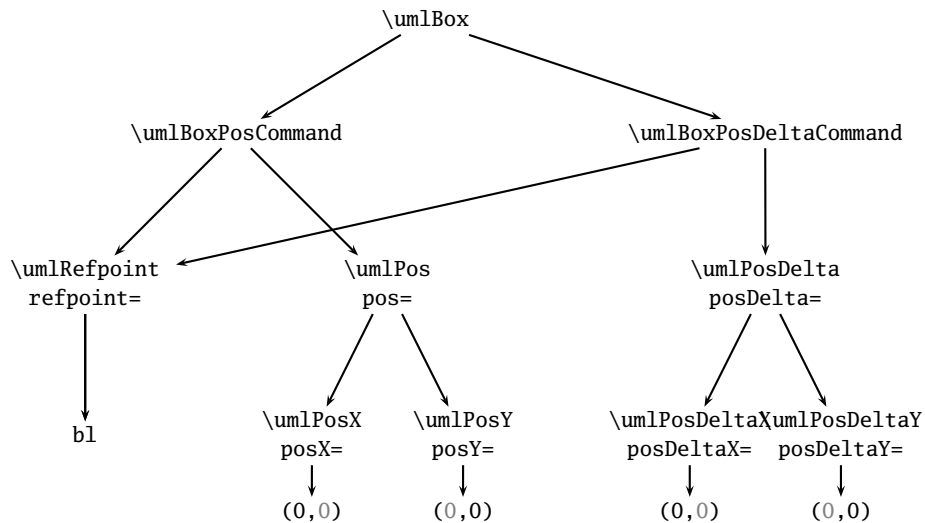 \umlBox
\umlBoxPosCommand
\umlBoxPosDeltaCommand
\umlRefpoint
refpoint=
\umlPos
pos=
\umlPosDelta
posDelta=
bl
\umlPosX
posX=
\umlPosY
posY=
\umlPosDeltaX
posDeltaX=
\umlPosDeltaY
posDeltaY=
(0,0)
(0,0)
(0,0)
(0,0)